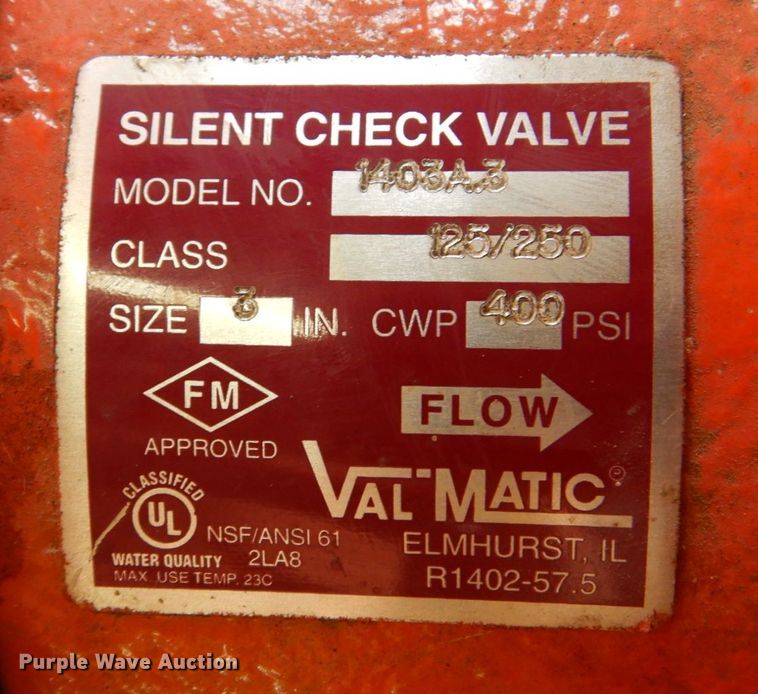 SILENT CHECK VALVE
MODEL NO. 1403A.3
CLASS 125/250
SIZE 3 IN. CWP 400 PSI
FM
APPROVED
FLOW
CLASSIFIED
UL
WATER QUALITY
NSF/ANSI 61
2LA8
MAX. USE TEMP. 23C
VAL-MATIC®
ELMHURST, IL
R1402-57.5
Purple Wave Auction